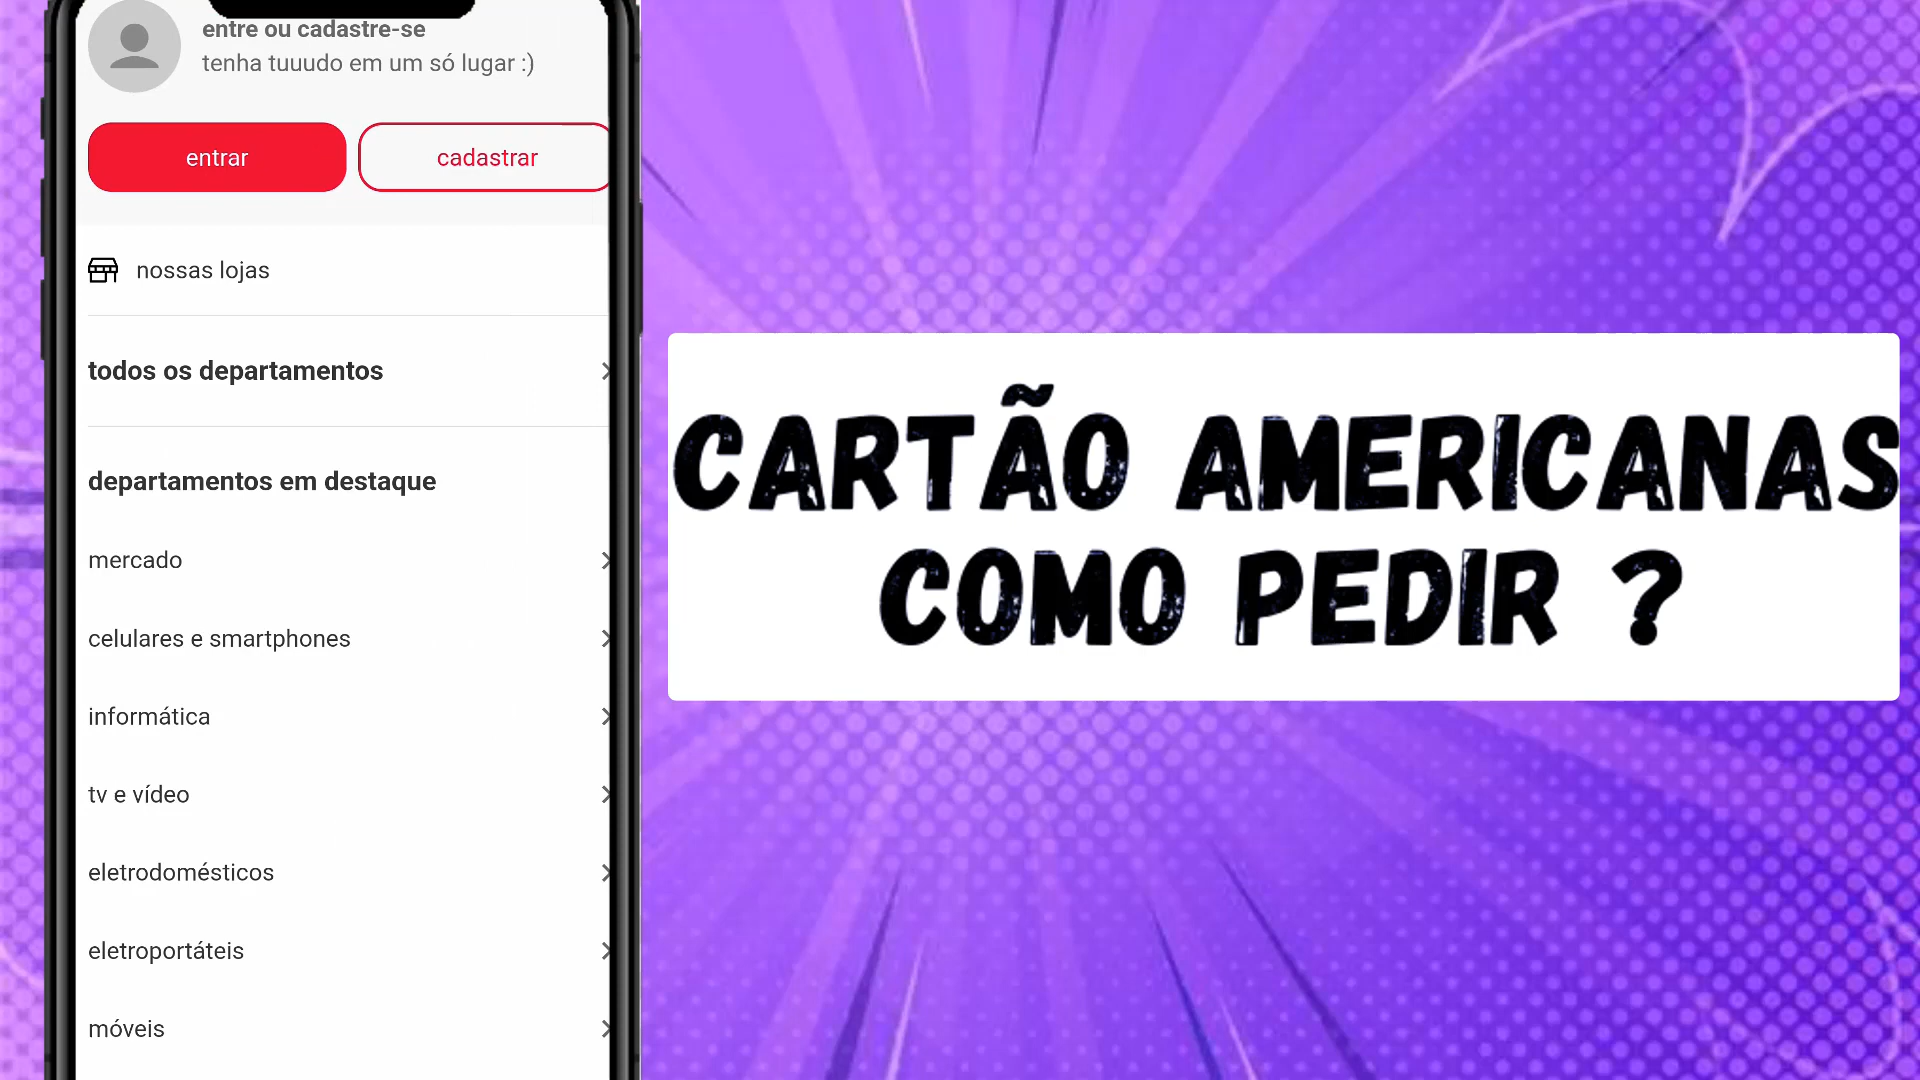 entre ou cadastre-se
tenha tuuudo em um só lugar :)
entrar
cadastrar
nossas lojas
todos os departamentos
departamentos em destaque
mercado
celulares e smartphones
informática
tv e vídeo
eletrodomésticos
eletroportáteis
móveis
CARTÃO AMERICANAS
COMO PEDIR ?